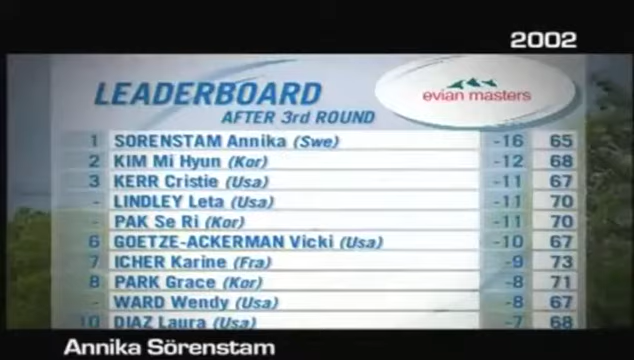 2002
LEADERBOARD
AFTER 3rd ROUND
evian masters
1 SORENSTAM Annika (Swe) -16 65
2 KIM Mi Hyun (Kor) -12 68
3 KERR Cristie (Usa) -11 67
- LINDLEY Leta (Usa) -11 70
- PAK Se Ri (Kor) -11 70
6 GOETZE-ACKERMAN Vicki (Usa) -10 67
7 ICHER Karine (Fra) -9 73
8 PARK Grace (Kor) -8 71
- WARD Wendy (Usa) -8 67
10 DIAZ Laura (Usa) -7 68
Annika Sörenstam